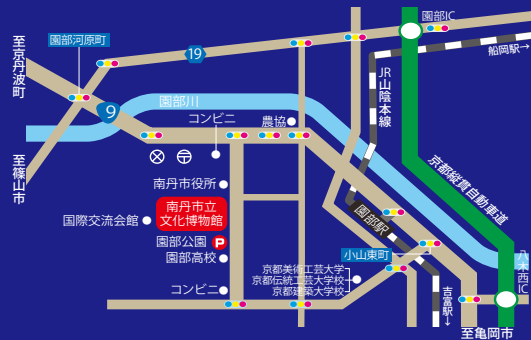 園部IC
船岡駅→
園部河原町
19
至京丹波町
JR山陰本線
園部川
9
コンビニ
農協
京都縦貫自動車道
至篠山市
南丹市役所
南丹市立
文化博物館
国際交流会館
園部駅
園部公園 P
園部高校
小山東町
八木西IC
京都美術工芸大学
京都伝統工芸大学校
京都建築大学校
コンビニ
吉富駅→
至亀岡市